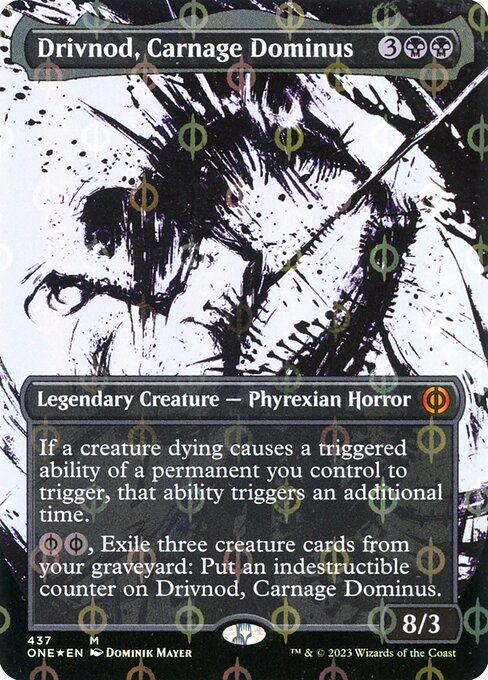 Drivnod, Carnage Dominus 3
Legendary Creature — Phyrexian Horror
If a creature dying causes a triggered
ability of a permanent you control to
trigger, that ability triggers an additional
time.
, Exile three creature cards from
your graveyard: Put an indestructible
counter on Drivnod, Carnage Dominus.
8/3
437 M
ONE★EN Dominik Mayer
™ & © 2023 Wizards of the Coast